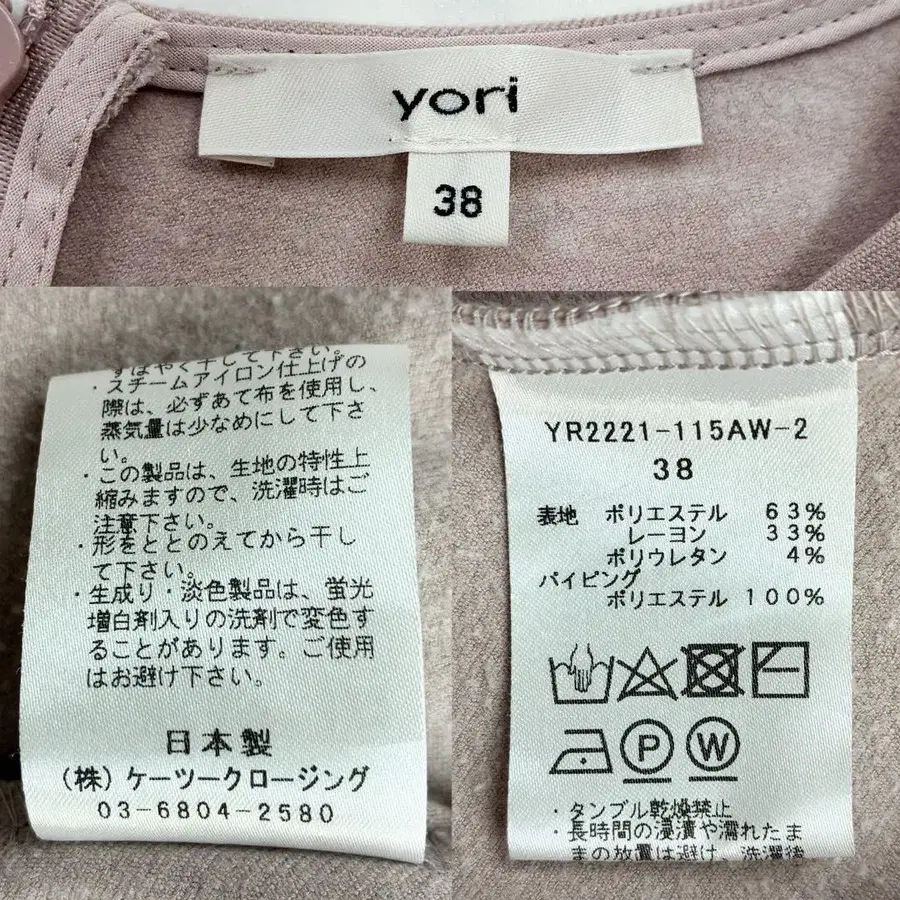 yori
38
すばやく干して下さい。
・スチームアイロン仕上げの
際は、必ずあて布を使用し、
蒸気量は少なめにして下さ
い。
・この製品は、生地の特性上
縮みますので、洗濯時はご
注意下さい。
・形をととのえてから干し
て下さい。
・生成り・淡色製品は、蛍光
増白剤入りの洗剤で変色す
ることがあります。ご使用
はお避け下さい。
日本製
(株)ケーツークロージング
03-6804-2580
YR2221-115AW-2
38
表地 ポリエステル 63%
レーヨン 33%
ポリウレタン 4%
パイピング
ポリエステル 100%
P W
・タンブル乾燥禁止
・長時間の浸漬や濡れたま
まの放置は避け、洗濯後